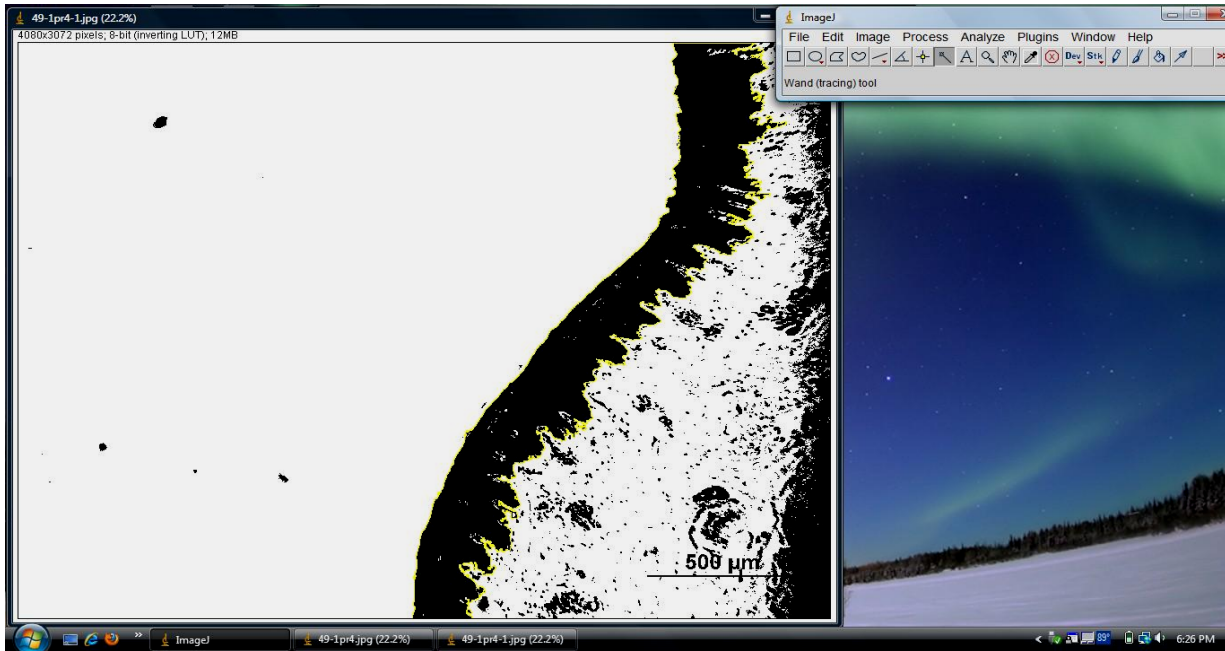 49-1pr4-1.jpg (22.2%)
4080x3072 pixels; 8-bit (inverting LUT); 12MB
500 µm
ImageJ
File Edit Image Process Analyze Plugins Window Help
A Dev Stk >>
Wand (tracing) tool
» ImageJ 49-1pr4.jpg (22.2%) 49-1pr4-1.jpg (22.2%) < 89° 6:26 PM